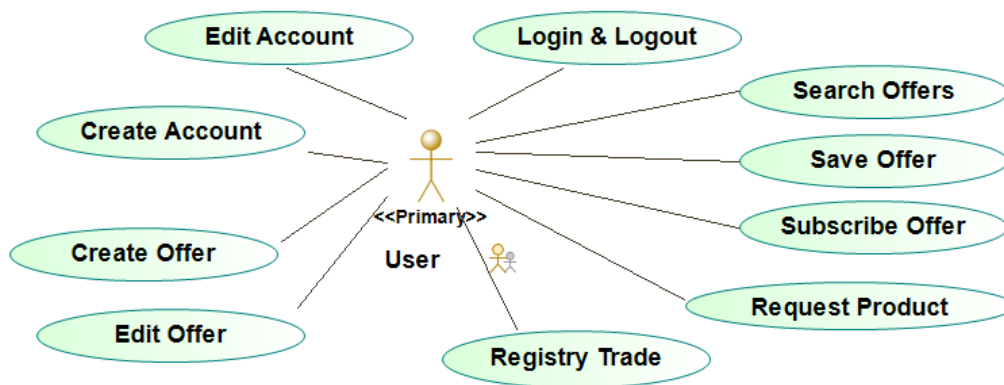 Edit Account
Login & Logout
Search Offers
Create Account
Save Offer
<<Primary>>
Subscribe Offer
Create Offer
User
Request Product
Edit Offer
Registry Trade